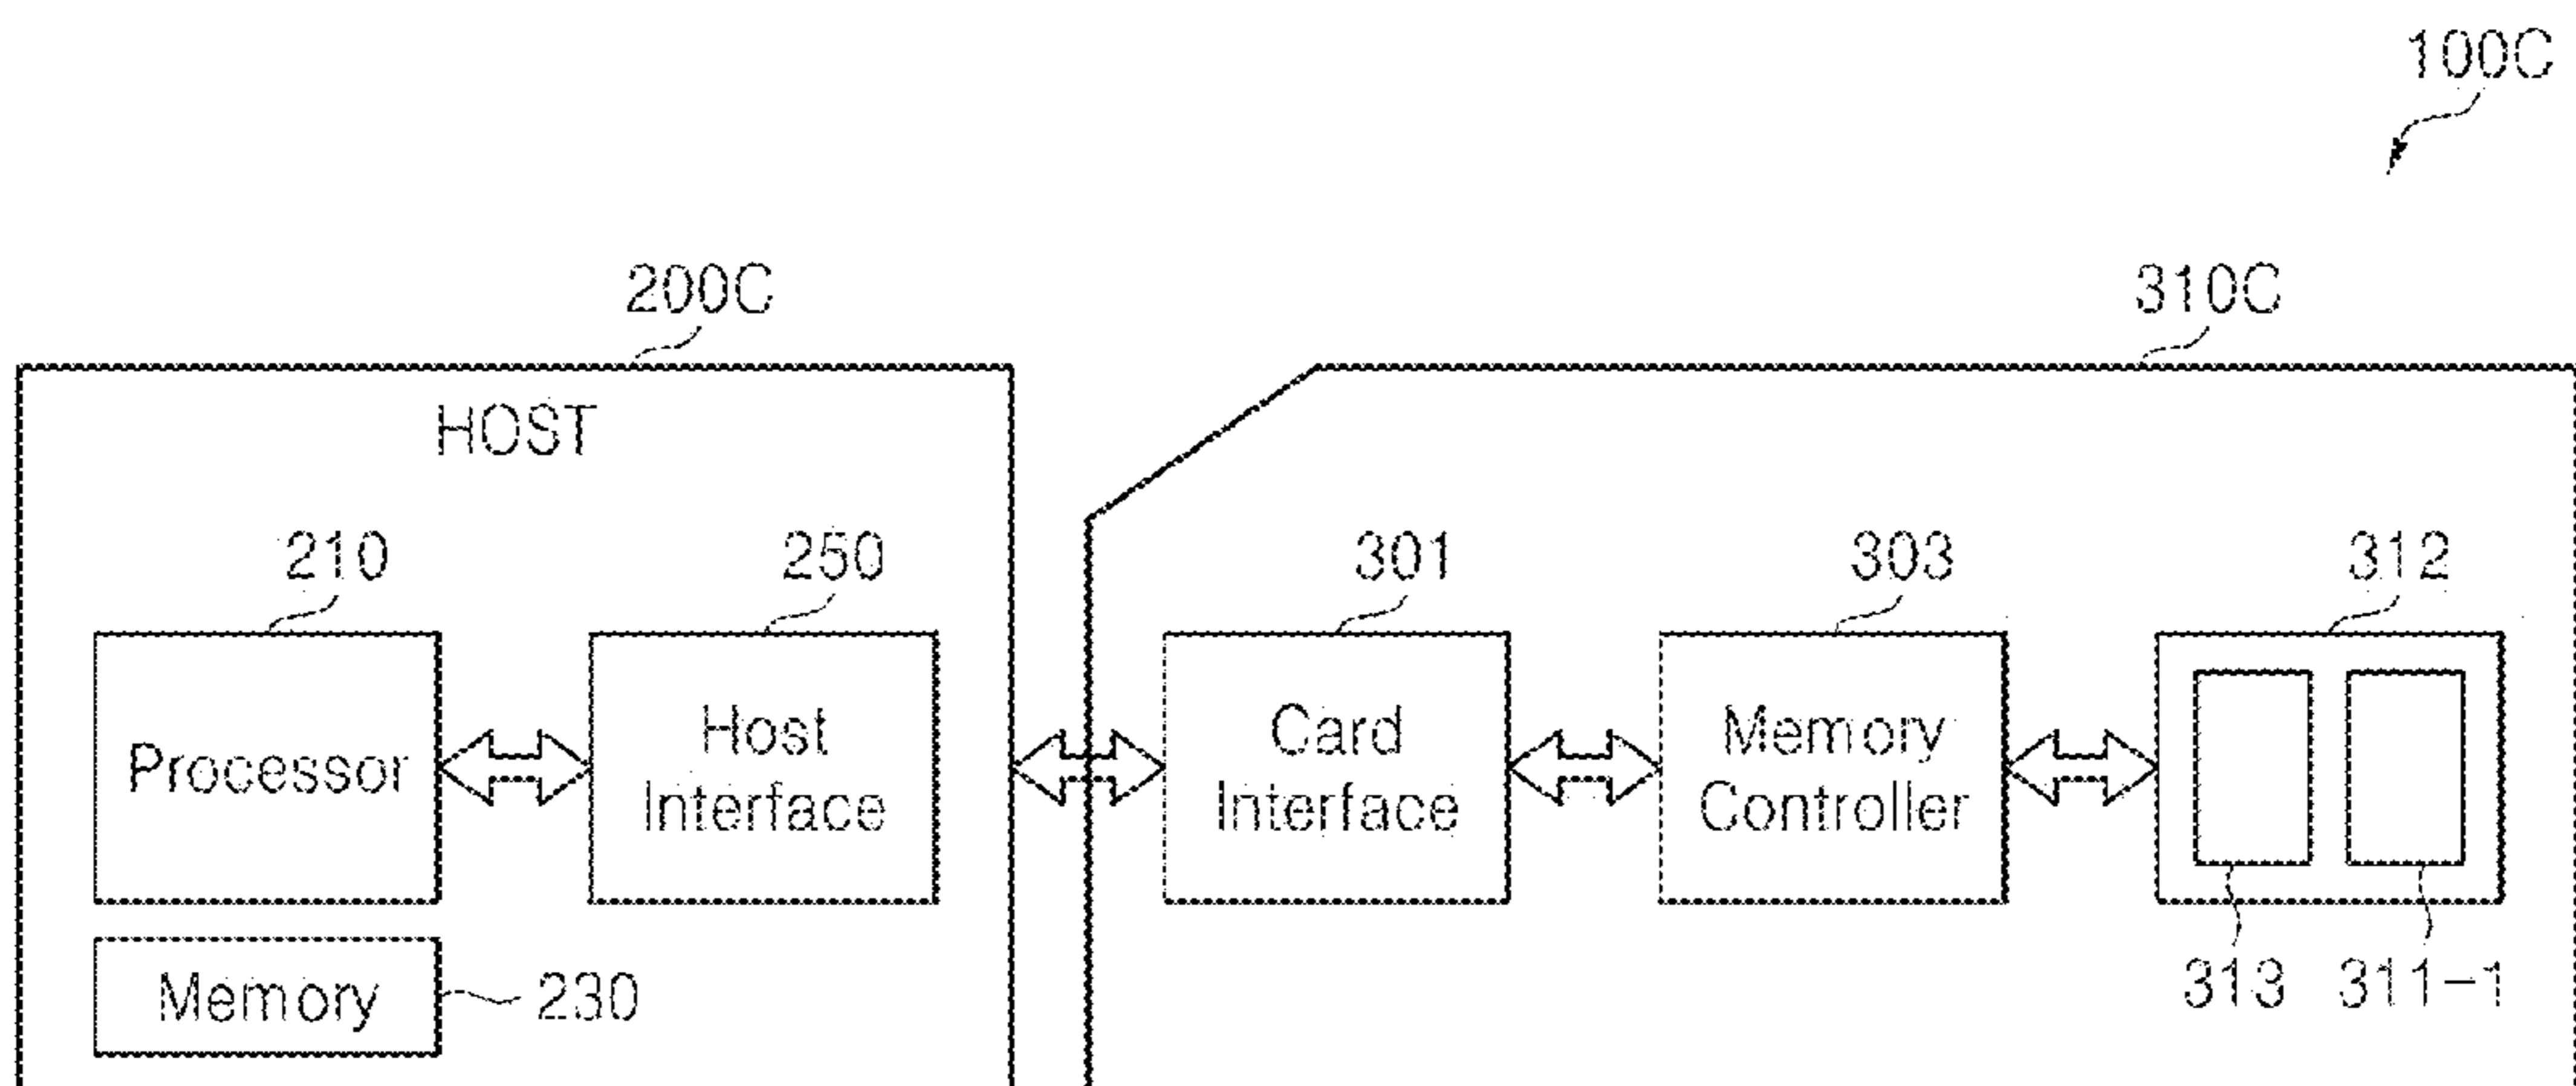 100C
200C
310C
HOST
210
250
301
303
312
Processor
Host
Interface
Card
Interface
Memory
Controller
Memory
230
313
311-1